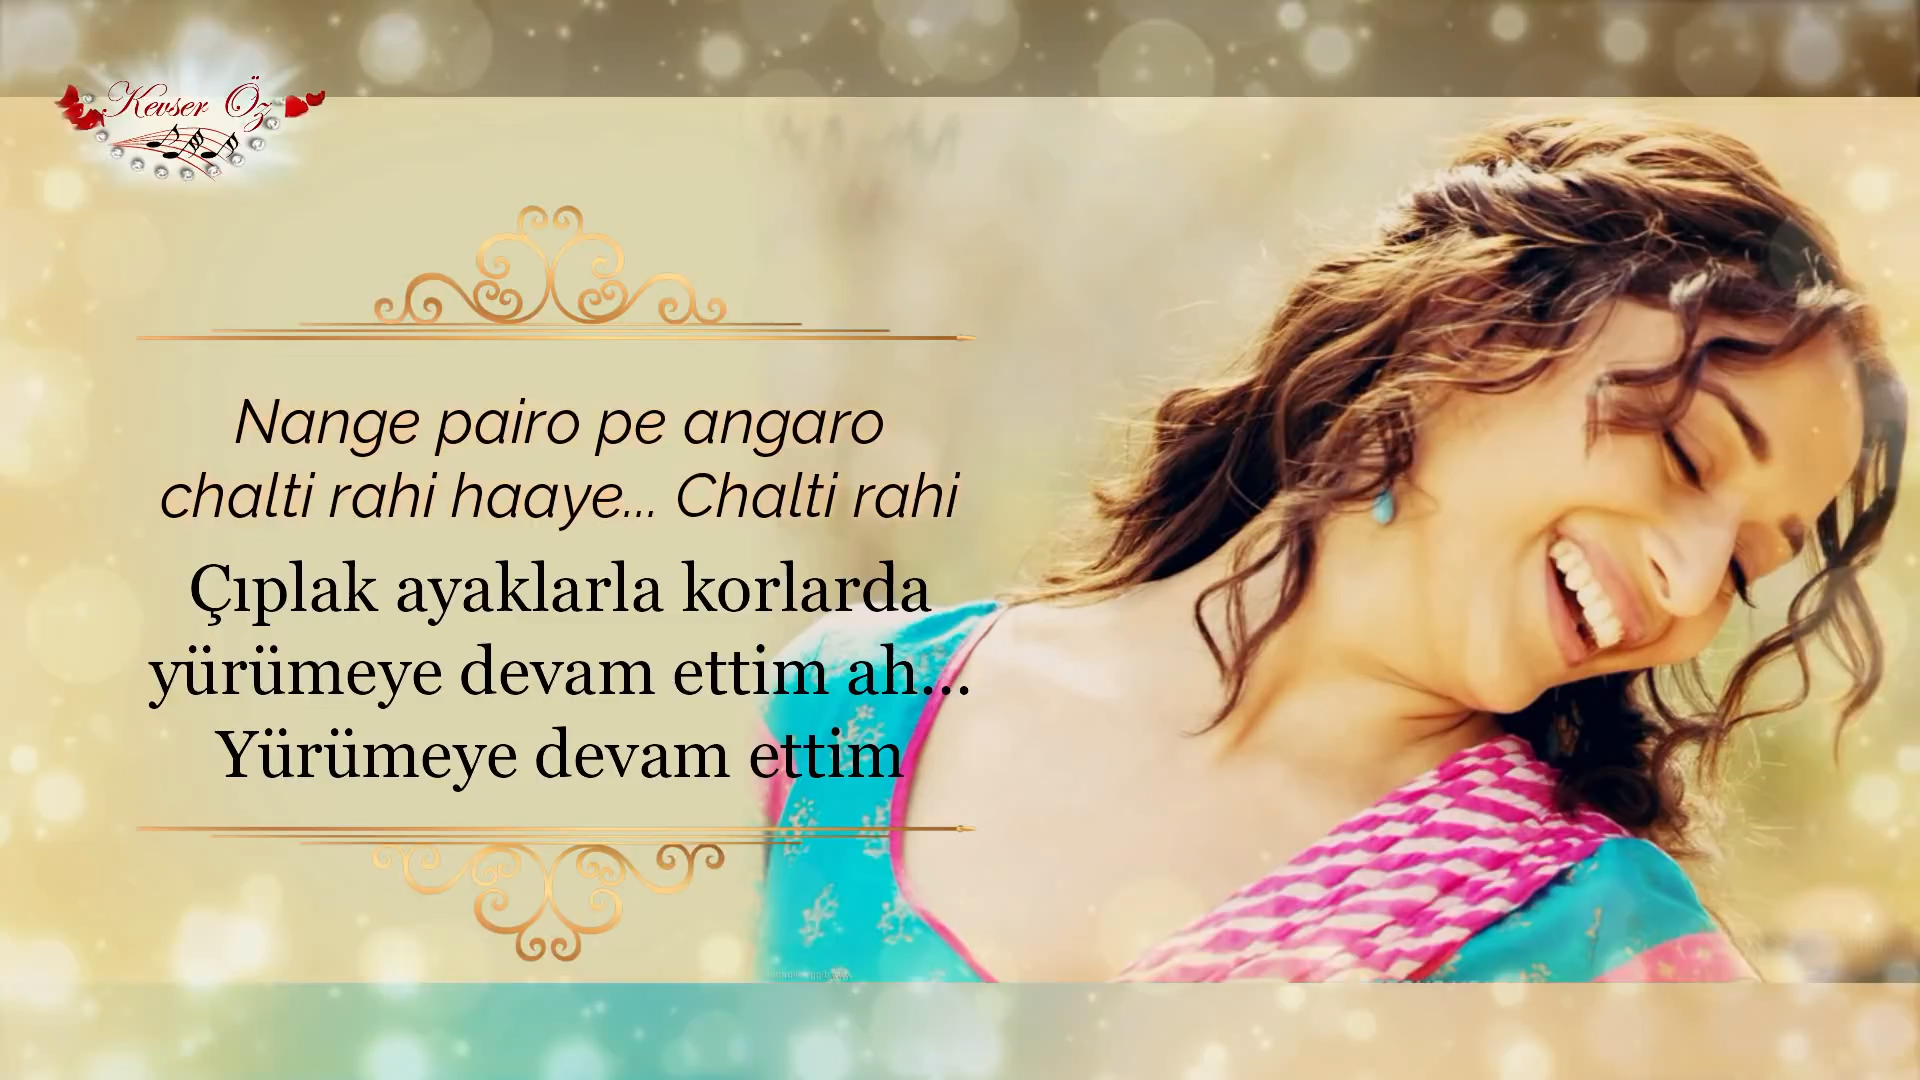 Kevser Öz
Nange pairo pe angaro
chalti rahi haaye... Chalti rahi
Çıplak ayaklarla korlarda
yürümeye devam ettim ah...
Yürümeye devam ettim